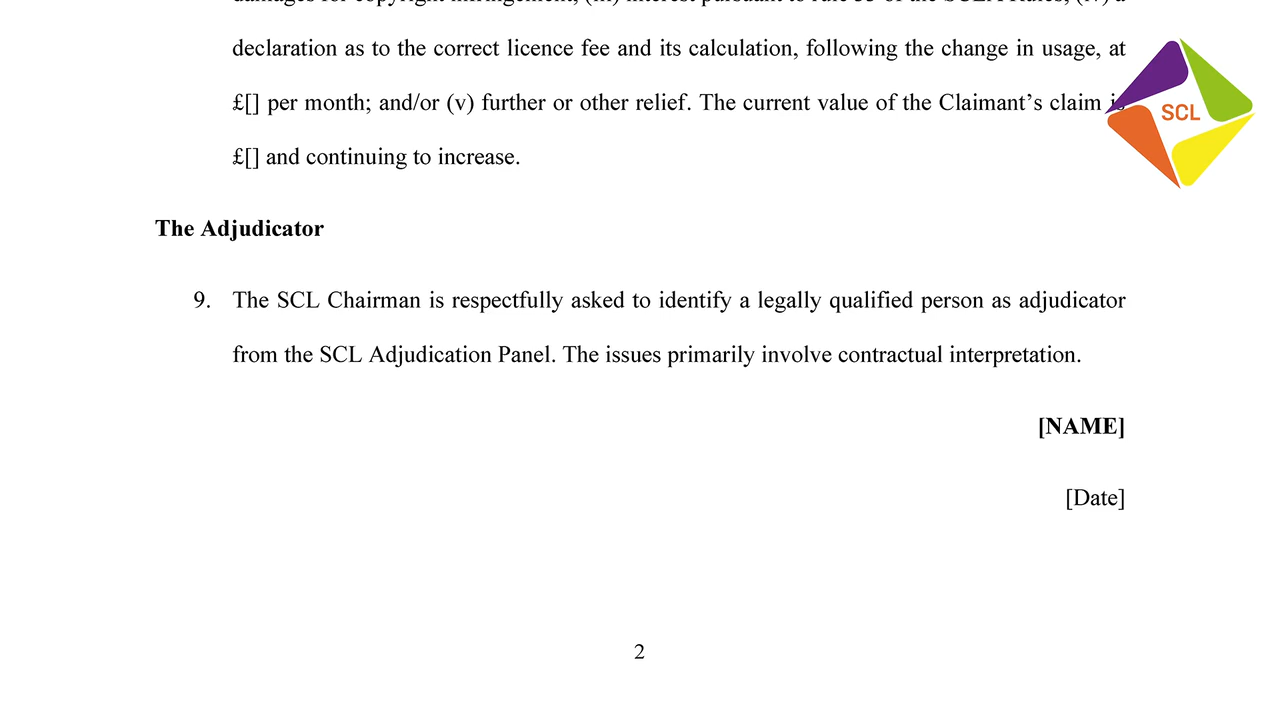 declaration as to the correct licence fee and its calculation, following the change in usage, at
£[] per month; and/or (v) further or other relief. The current value of the Claimant’s claim is
£[] and continuing to increase.
SCL
The Adjudicator
9. The SCL Chairman is respectfully asked to identify a legally qualified person as adjudicator
from the SCL Adjudication Panel. The issues primarily involve contractual interpretation.
[NAME]
[Date]
2